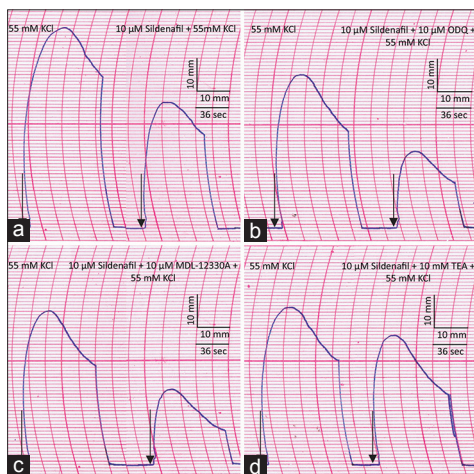 55 mM KCl
10 µM Sildenafil + 55mM KCl
10 mm
10 mm
36 sec
a
55 mM KCl
10 µM Sildenafil + 10 µM ODQ +
55 mM KCl
10 mm
10 mm
36 sec
b
55 mM KCl
10 µM Sildenafil + 10 µM MDL-12330A +
55 mM KCl
10 mm
10 mm
36 sec
c
55 mM KCl
10 µM Sildenafil + 10 mM TEA +
55 mM KCl
10 mm
10 mm
36 sec
d